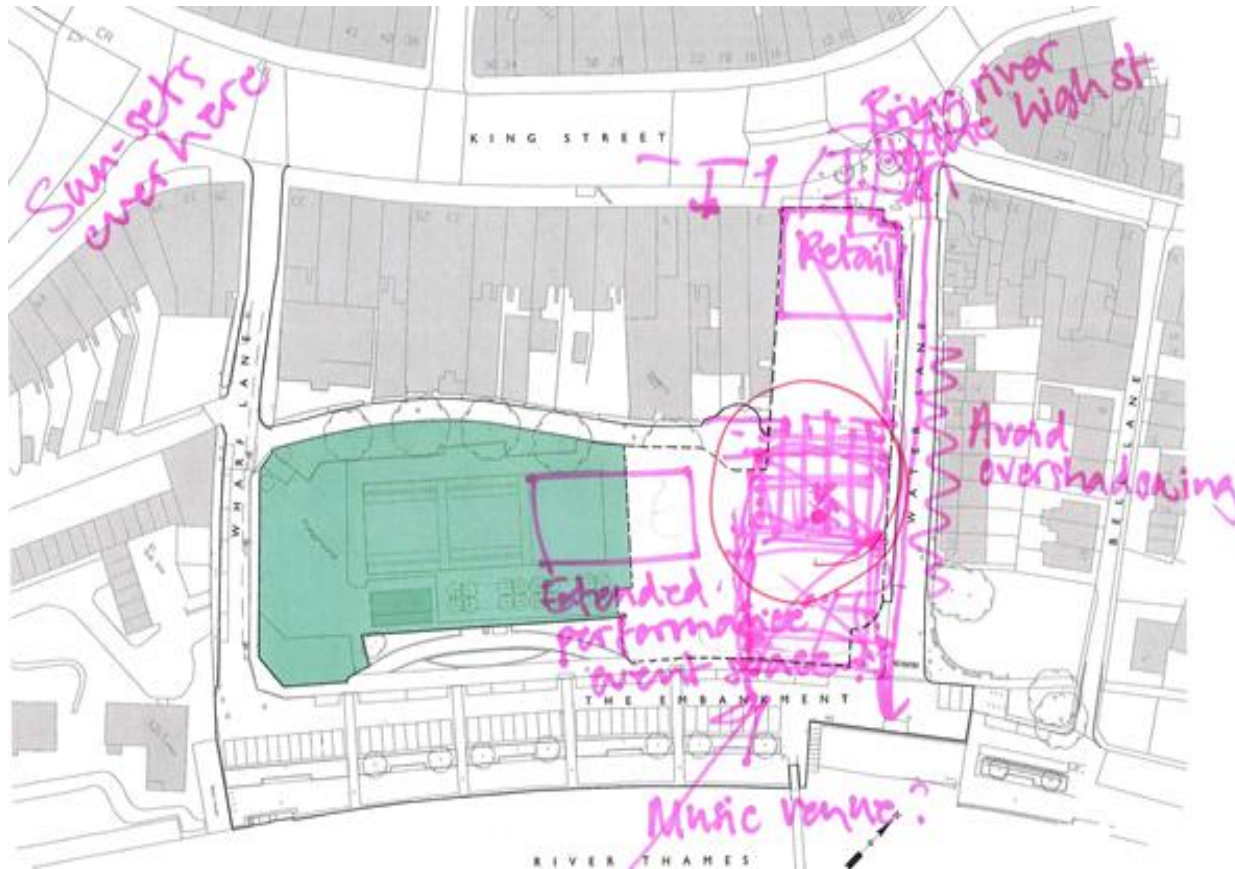 KING STREET
Sun-sets
over here
Bring river
to the high st
Retail
WHARF LANE
WATER LANE
BELL LANE
Avoid
overshadowing
Playground
Extended
performance
event space??
THE EMBANKMENT
Music venue?
RIVER THAMES